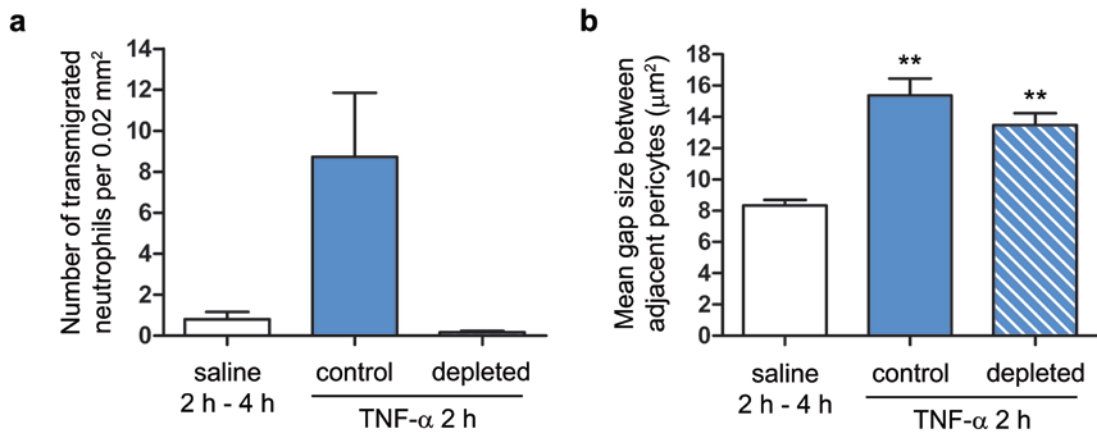 a
Number of transmigrated
neutrophils per 0.02 mm²
14
12
10
8
6
4
2
0
saline
2 h - 4 h
control
depleted
TNF-α 2 h
b
Mean gap size between
adjacent pericytes (μm²)
18
16
14
12
10
8
6
4
2
0
**
**
saline
2 h - 4 h
control
depleted
TNF-α 2 h